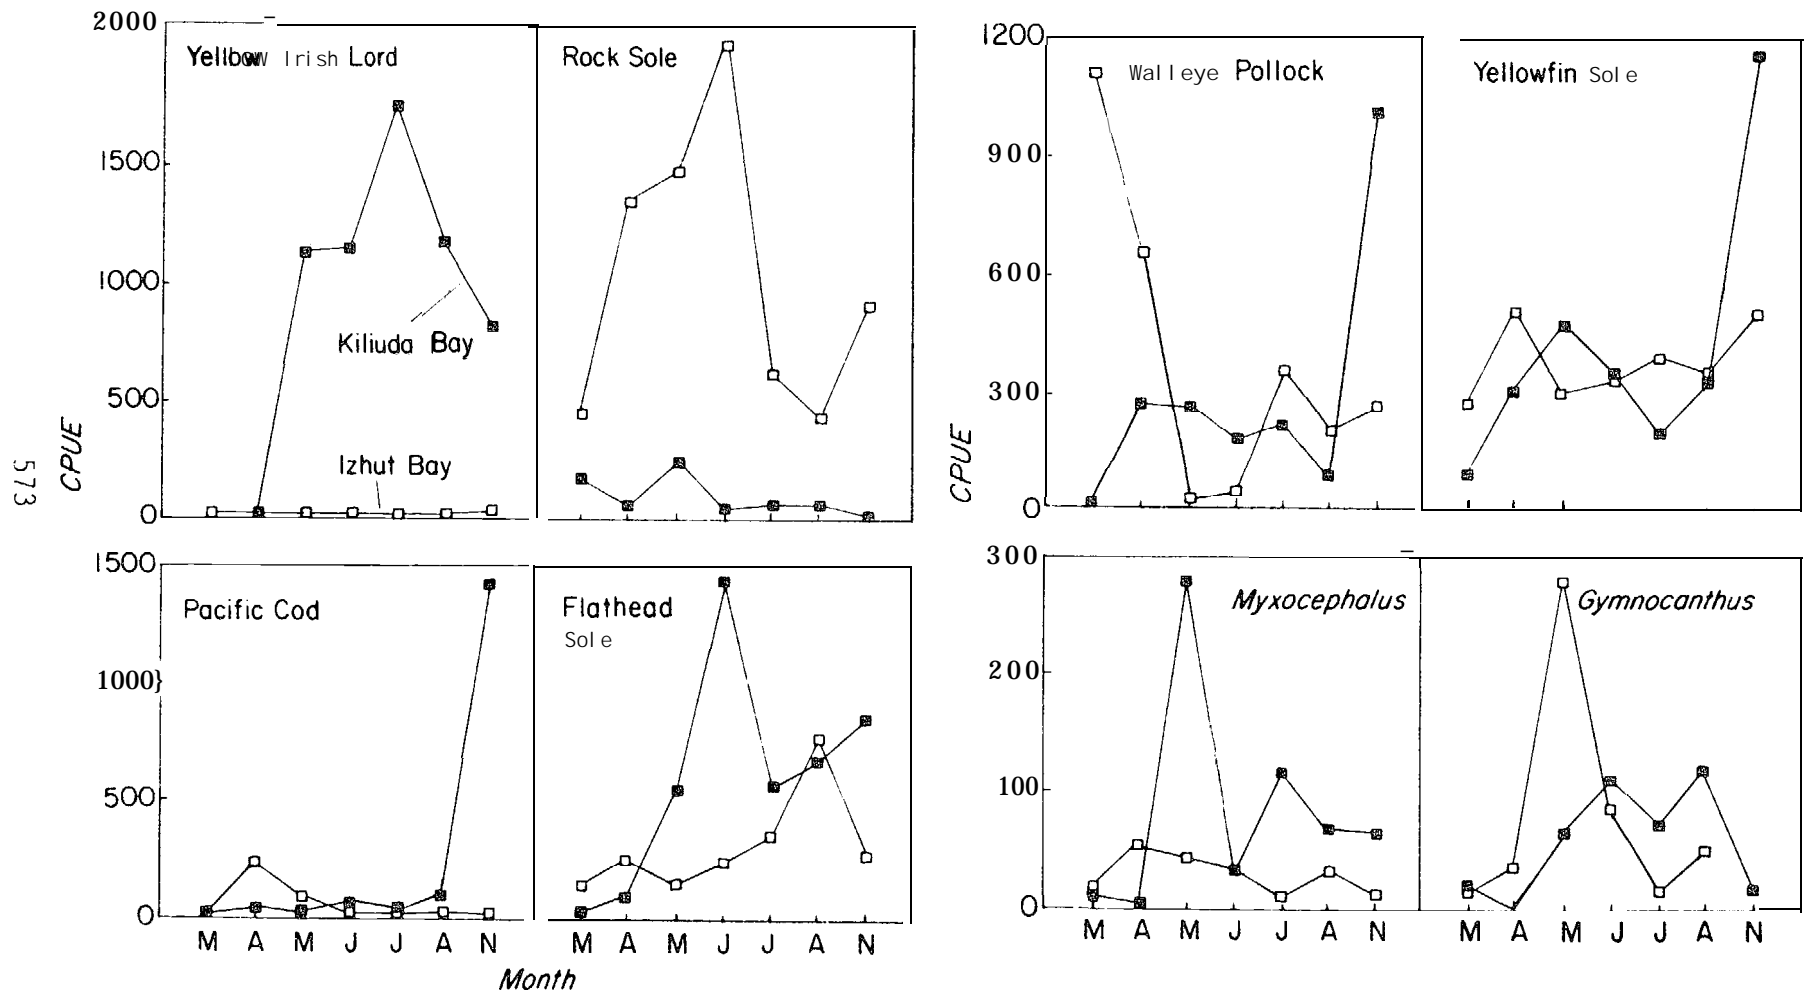 2000
1500
1000
500
0
CPUE
573
Yellow Irish Lord
Kiliuda Bay
Izhut Bay
Rock Sole
1200
900
600
300
0
CPUE
Walleye Pollock
Yellowfin Sole
1500
1000}
500
0
Pacific Cod
Flathead
Sole
M A M J J A N
M A M J J A N
Month
300
200
100
0
Myxocephalus
Gymnocanthus
M A M J J A N
M A M J J A N